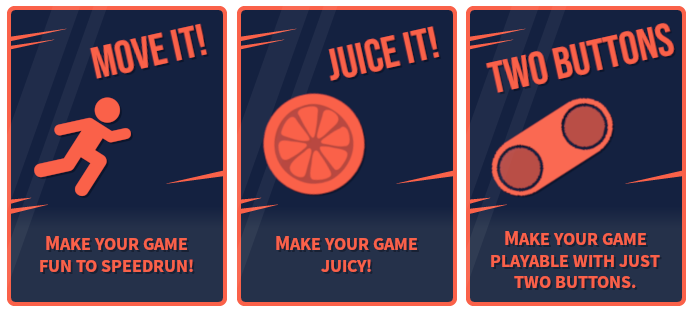 MOVE IT!
MAKE YOUR GAME
FUN TO SPEEDRUN!
JUICE IT!
MAKE YOUR GAME
JUICY!
TWO BUTTONS
MAKE YOUR GAME
PLAYABLE WITH JUST
TWO BUTTONS.